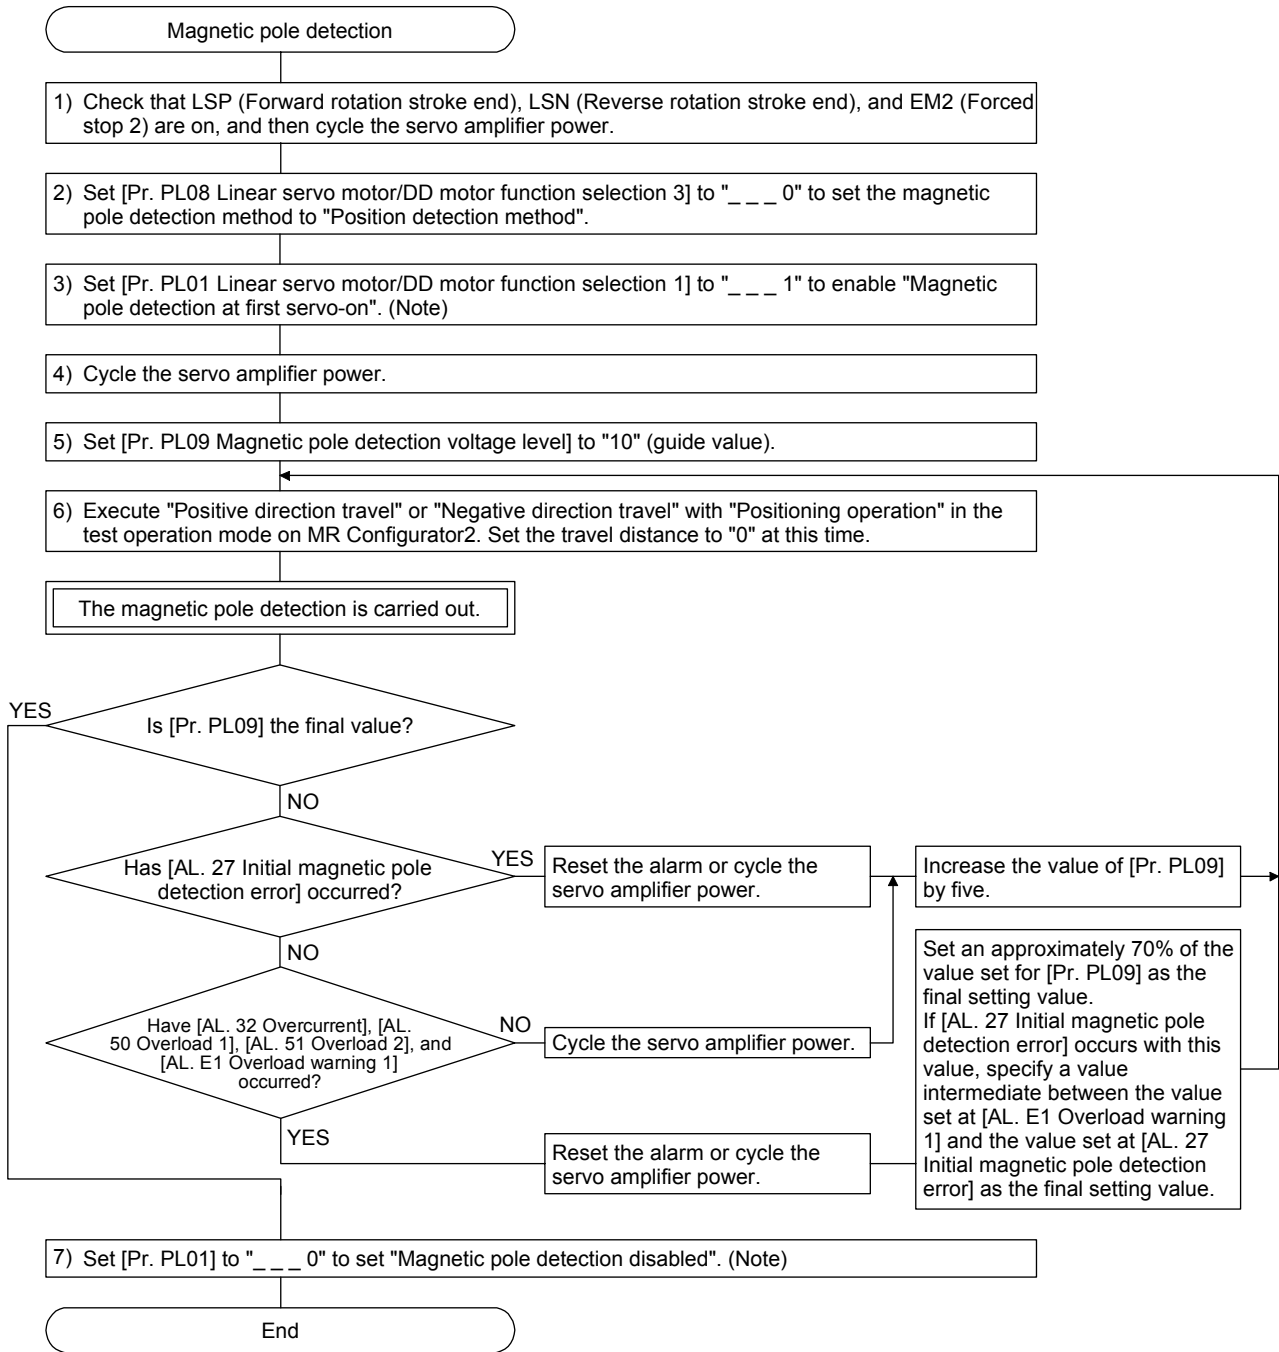 Magnetic pole detection
1) Check that LSP (Forward rotation stroke end), LSN (Reverse rotation stroke end), and EM2 (Forced
stop 2) are on, and then cycle the servo amplifier power.
2) Set [Pr. PL08 Linear servo motor/DD motor function selection 3] to "_ _ _ 0" to set the magnetic
pole detection method to "Position detection method".
3) Set [Pr. PL01 Linear servo motor/DD motor function selection 1] to "_ _ _ 1" to enable "Magnetic
pole detection at first servo-on". (Note)
4) Cycle the servo amplifier power.
5) Set [Pr. PL09 Magnetic pole detection voltage level] to "10" (guide value).
6) Execute "Positive direction travel" or "Negative direction travel" with "Positioning operation" in the
test operation mode on MR Configurator2. Set the travel distance to "0" at this time.
The magnetic pole detection is carried out.
YES
Is [Pr. PL09] the final value?
NO
Has [AL. 27 Initial magnetic pole
detection error] occurred?
YES
Reset the alarm or cycle the
servo amplifier power.
Increase the value of [Pr. PL09]
by five.
NO
Have [AL. 32 Overcurrent], [AL.
50 Overload 1], [AL. 51 Overload 2], and
[AL. E1 Overload warning 1]
occurred?
NO
Cycle the servo amplifier power.
YES
Reset the alarm or cycle the
servo amplifier power.
Set an approximately 70% of the
value set for [Pr. PL09] as the
final setting value.
If [AL. 27 Initial magnetic pole
detection error] occurs with this
value, specify a value
intermediate between the value
set at [AL. E1 Overload warning
1] and the value set at [AL. 27
Initial magnetic pole detection
error] as the final setting value.
7) Set [Pr. PL01] to "_ _ _ 0" to set "Magnetic pole detection disabled". (Note)
End